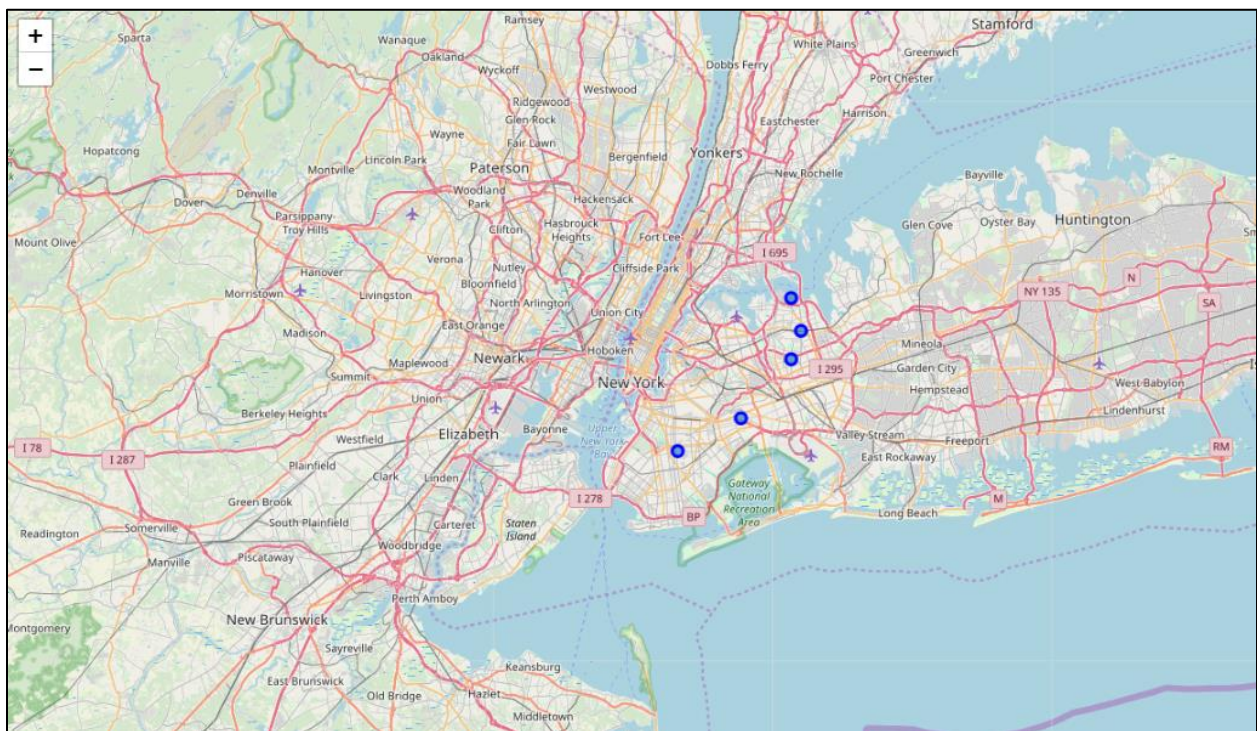 +
−
Ramsey
Stamford
Sparta
Wanaque
Oakland
White Plains
Greenwich
Dobbs Ferry
Port Chester
Wyckoff
Westwood
Ridgewood
Glen Rock
Harrison
Eastchester
Wayne
Fair Lawn
Hopatcong
Lincoln Park
Bergenfield
Yonkers
Paterson
Montville
New Rochelle
Bayville
Denville
Woodland
Park
Dover
Hackensack
Parsippany-
Troy Hills
Clifton
Hasbrouck
Heights
Glen Cove
Oyster Bay
Huntington
Mount Olive
Fort Lee
I 695
Verona
Nutley
Cliffside Park
Hanover
Bloomfield
N
Morristown
Livingston
North Arlington
NY 135
SA
Union City
East Orange
Madison
Mineola
Hoboken
Newark
Maplewood
Garden City
Summit
I 295
New York
West Babylon
Union
Hempstead
Berkeley Heights
Lindenhurst
Elizabeth
Bayonne
Upper
New York
Bay
Valley Stream
Freeport
Westfield
I 78
I 287
East Rockaway
RM
Plainfield
Clark
Linden
Gateway
National
Recreation
Area
Green Brook
I 278
M
Long Beach
BP
Somerville
South Plainfield
Carteret
Staten
Island
Readington
Woodbridge
Manville
Piscataway
Perth Amboy
New Brunswick
Montgomery
Sayreville
Keansburg
East Brunswick
Old Bridge
Hazlet
Middletown